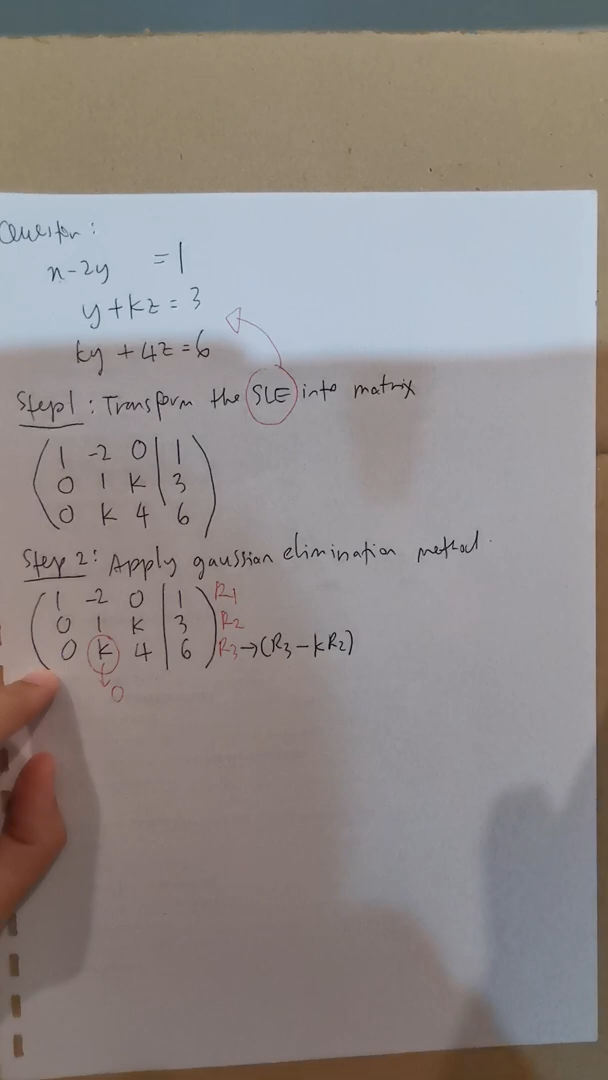 Question:
x-2y = 1
y+kz = 3
ky + 4z = 6
Step 1: Transform the SLE into matrix
1 -2 0 | 1
0 1 k | 3
0 k 4 | 6
Step 2: Apply gaussian elimination method.
1 -2 0 | 1 R1
0 1 k | 3 R2
0 k 4 | 6 R3→(R3-kR2)
0